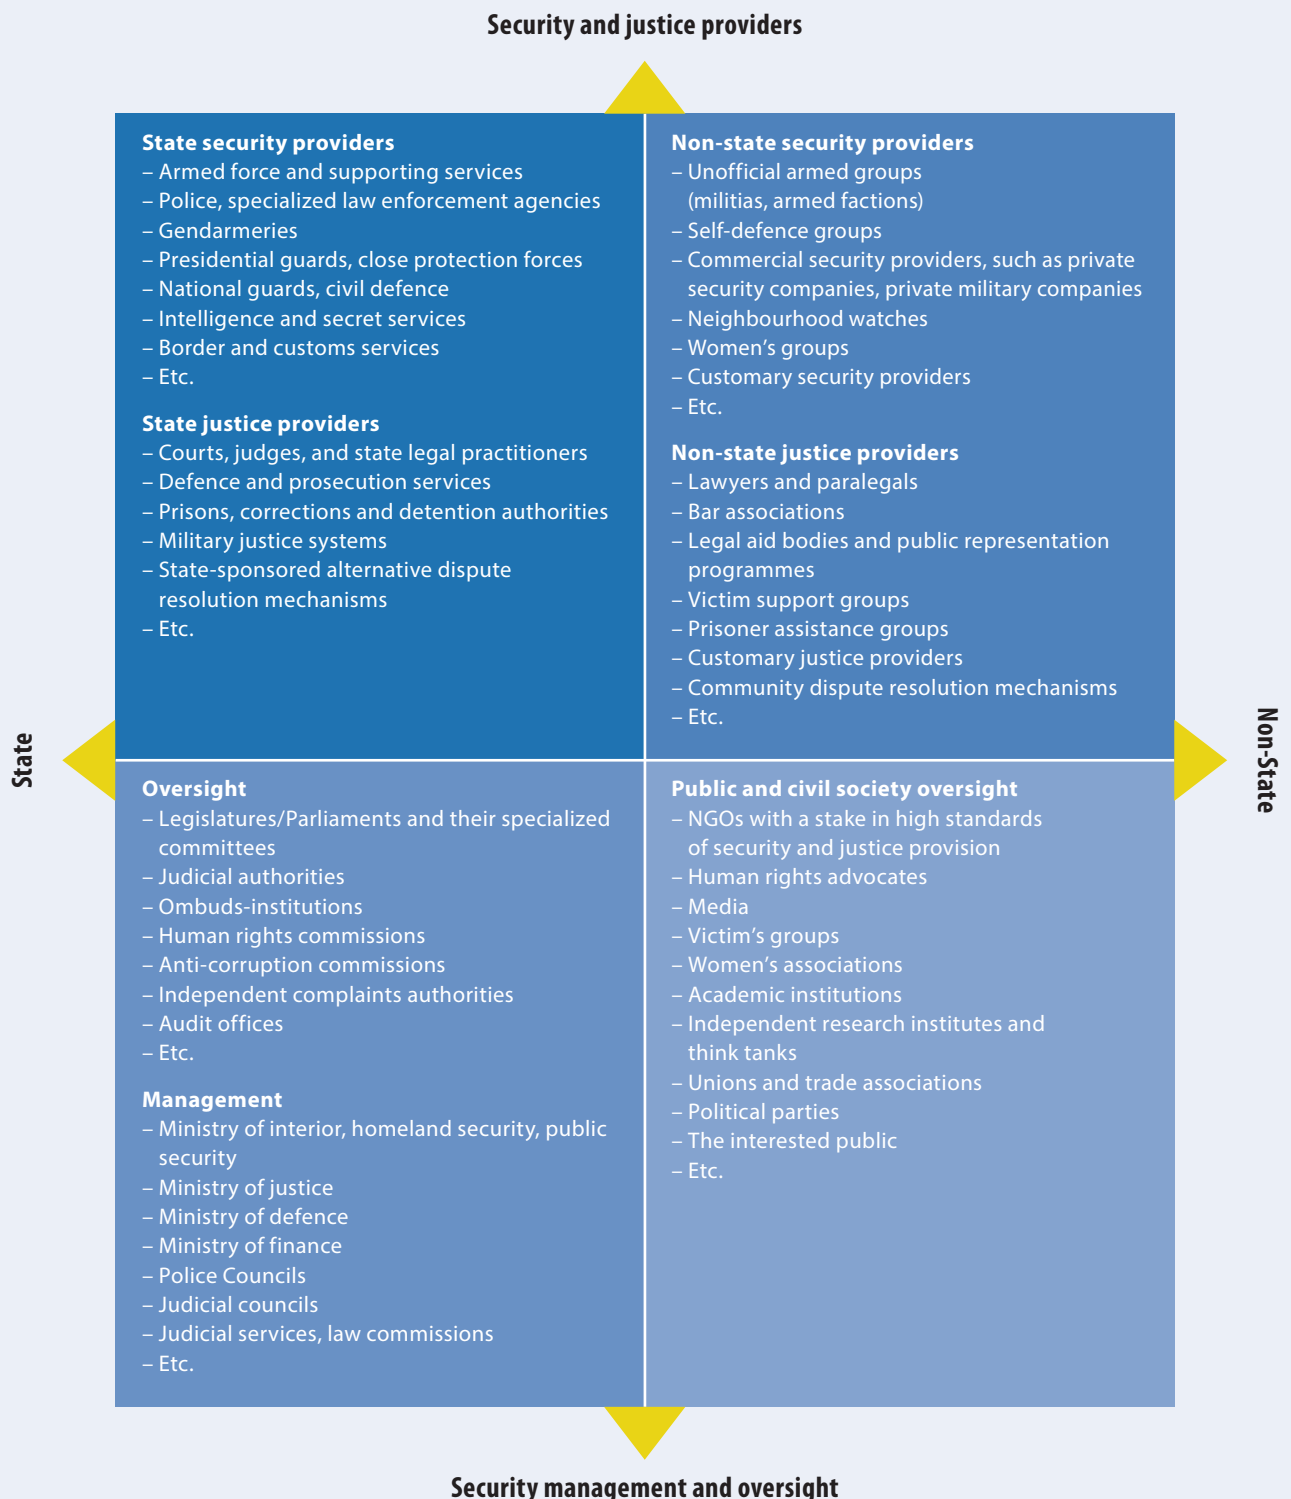 Security and justice providers
State security providers
– Armed force and supporting services
– Police, specialized law enforcement agencies
– Gendarmeries
– Presidential guards, close protection forces
– National guards, civil defence
– Intelligence and secret services
– Border and customs services
– Etc.
State justice providers
– Courts, judges, and state legal practitioners
– Defence and prosecution services
– Prisons, corrections and detention authorities
– Military justice systems
– State-sponsored alternative dispute
resolution mechanisms
– Etc.
Non-state security providers
– Unofficial armed groups
(militias, armed factions)
– Self-defence groups
– Commercial security providers, such as private
security companies, private military companies
– Neighbourhood watches
– Women's groups
– Customary security providers
– Etc.
Non-state justice providers
– Lawyers and paralegals
– Bar associations
– Legal aid bodies and public representation
programmes
– Victim support groups
– Prisoner assistance groups
– Customary justice providers
– Community dispute resolution mechanisms
– Etc.
State
Non-State
Oversight
– Legislatures/Parliaments and their specialized
committees
– Judicial authorities
– Ombuds-institutions
– Human rights commissions
– Anti-corruption commissions
– Independent complaints authorities
– Audit offices
– Etc.
Management
– Ministry of interior, homeland security, public
security
– Ministry of justice
– Ministry of defence
– Ministry of finance
– Police Councils
– Judicial councils
– Judicial services, law commissions
– Etc.
Public and civil society oversight
– NGOs with a stake in high standards
of security and justice provision
– Human rights advocates
– Media
– Victim's groups
– Women's associations
– Academic institutions
– Independent research institutes and
think tanks
– Unions and trade associations
– Political parties
– The interested public
– Etc.
Security management and oversight